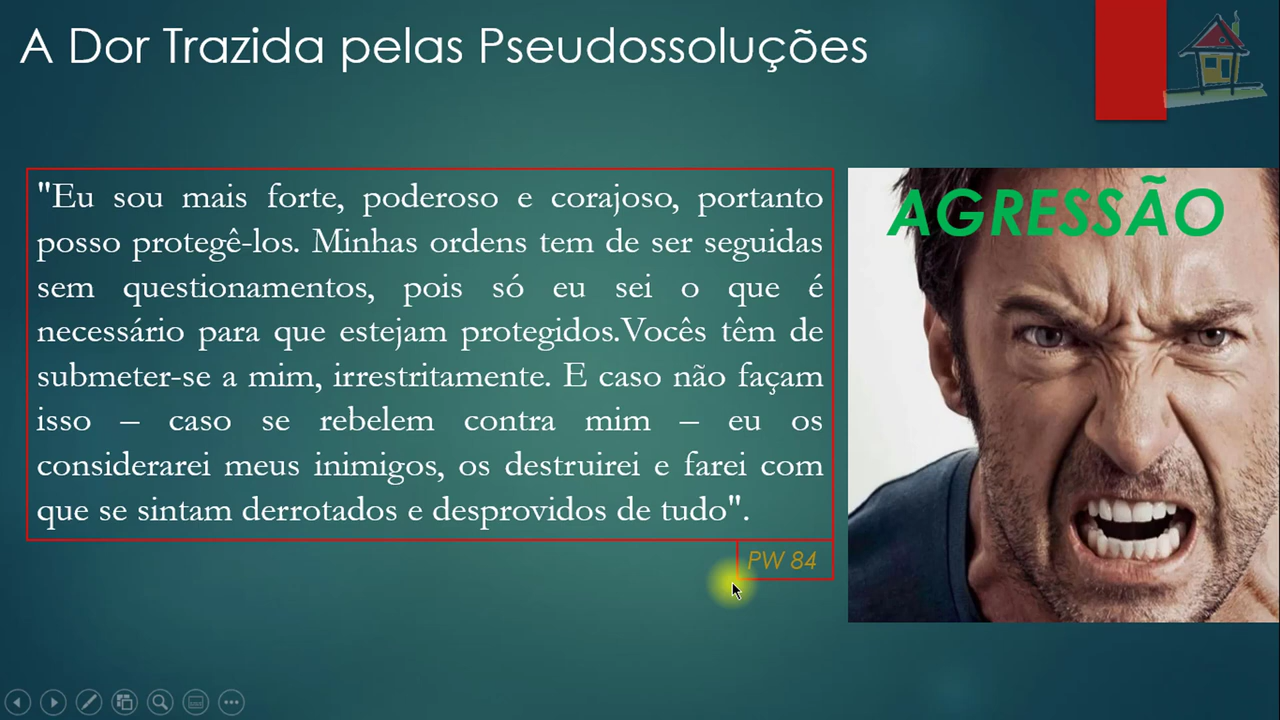 A Dor Trazida pelas Pseudossoluções
"Eu sou mais forte, poderoso e corajoso, portanto
posso protegê-los. Minhas ordens tem de ser seguidas
sem questionamentos, pois só eu sei o que é
necessário para que estejam protegidos.Vocês têm de
submeter-se a mim, irrestritamente. E caso não façam
isso – caso se rebelem contra mim – eu os
considerarei meus inimigos, os destruirei e farei com
que se sintam derrotados e desprovidos de tudo".
PW 84
AGRESSÃO